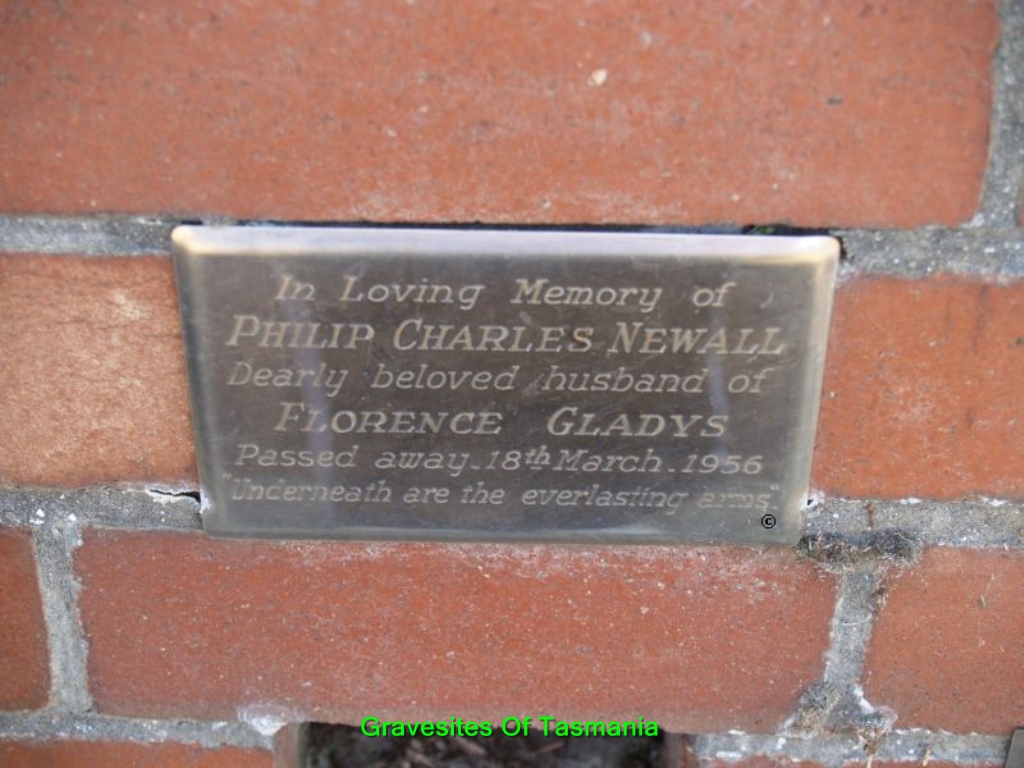 In Loving Memory of
PHILIP CHARLES NEWALL
Dearly beloved husband of
FLORENCE GLADYS
Passed away 18th March 1956
"Underneath are the everlasting arms"
©
Gravesites Of Tasmania